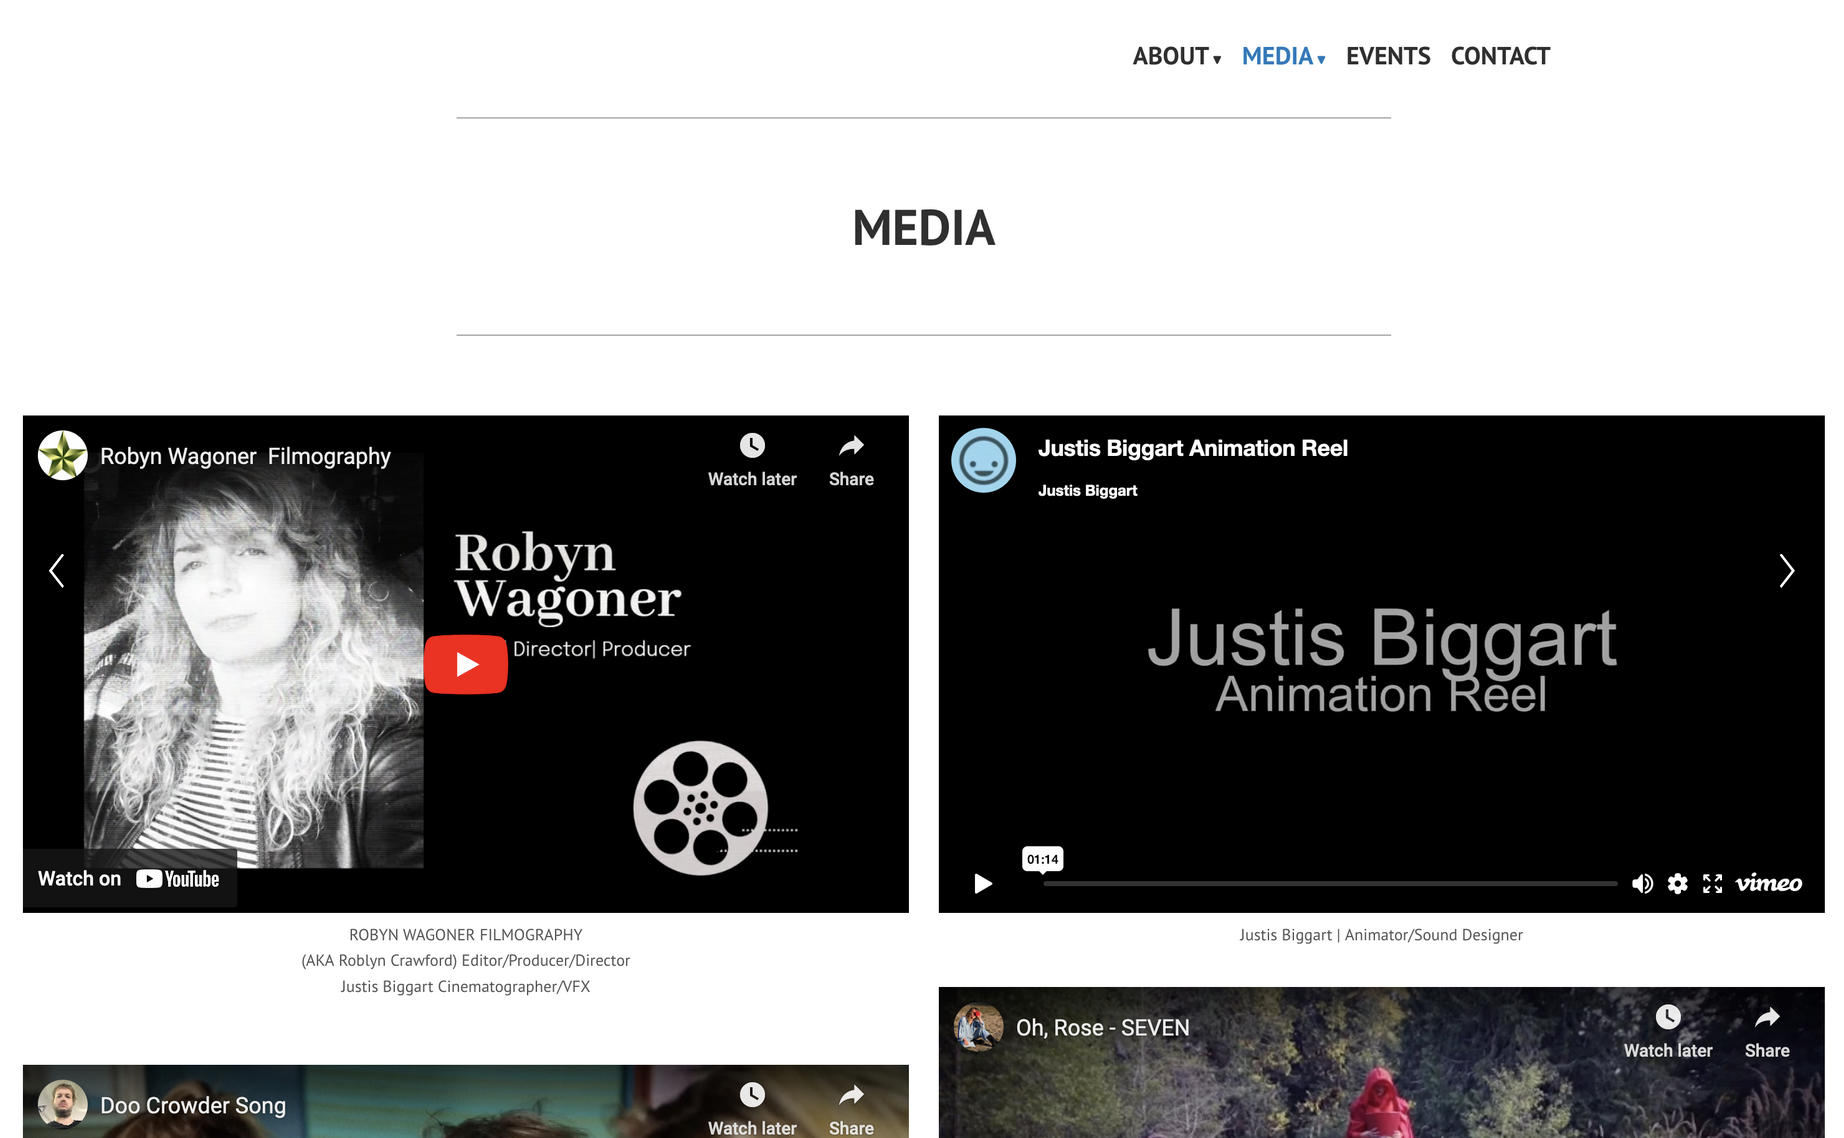 ABOUT ▾ MEDIA ▾ EVENTS CONTACT
MEDIA
Robyn Wagoner Filmography
Watch later
Share
Robyn
Wagoner
Director| Producer
Watch on YouTube
ROBYN WAGONER FILMOGRAPHY
(AKA Roblyn Crawford) Editor/Producer/Director
Justis Biggart Cinematographer/VFX
Doo Crowder Song
Watch later
Share
Justis Biggart Animation Reel
Justis Biggart
Justis Biggart
Animation Reel
01:14
vimeo
Justis Biggart | Animator/Sound Designer
Oh, Rose - SEVEN
Watch later
Share